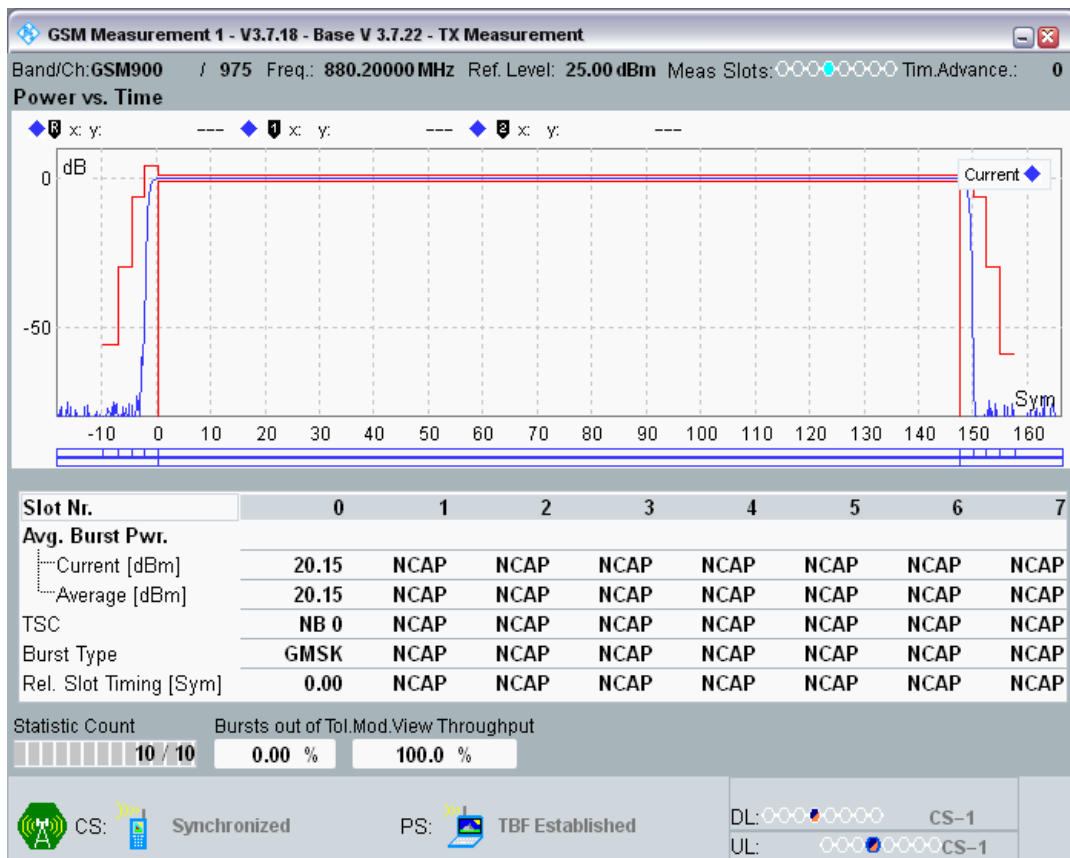 GSM Measurement 1 - V3.7.18 - Base V 3.7.22 - TX Measurement
Band/Ch:GSM900 / 975 Freq.: 880.20000 MHz Ref. Level: 25.00 dBm Meas Slots: Tim.Advance.: 0
Power vs. Time
R x: y: --- 1 x: y: --- 2 x: y: ---
dB
Current
0
-50
Sym
-10 0 10 20 30 40 50 60 70 80 90 100 110 120 130 140 150 160
Slot Nr. 0 1 2 3 4 5 6 7
Avg. Burst Pwr.
Current [dBm] 20.15 NCAP NCAP NCAP NCAP NCAP NCAP NCAP
Average [dBm] 20.15 NCAP NCAP NCAP NCAP NCAP NCAP NCAP
TSC NB 0 NCAP NCAP NCAP NCAP NCAP NCAP NCAP
Burst Type GMSK NCAP NCAP NCAP NCAP NCAP NCAP NCAP
Rel. Slot Timing [Sym] 0.00 NCAP NCAP NCAP NCAP NCAP NCAP NCAP
Statistic Count Bursts out of Tol.Mod.View Throughput
10 / 10 0.00 % 100.0 %
CS: Synchronized PS: TBF Established
DL: CS-1
UL: CS-1